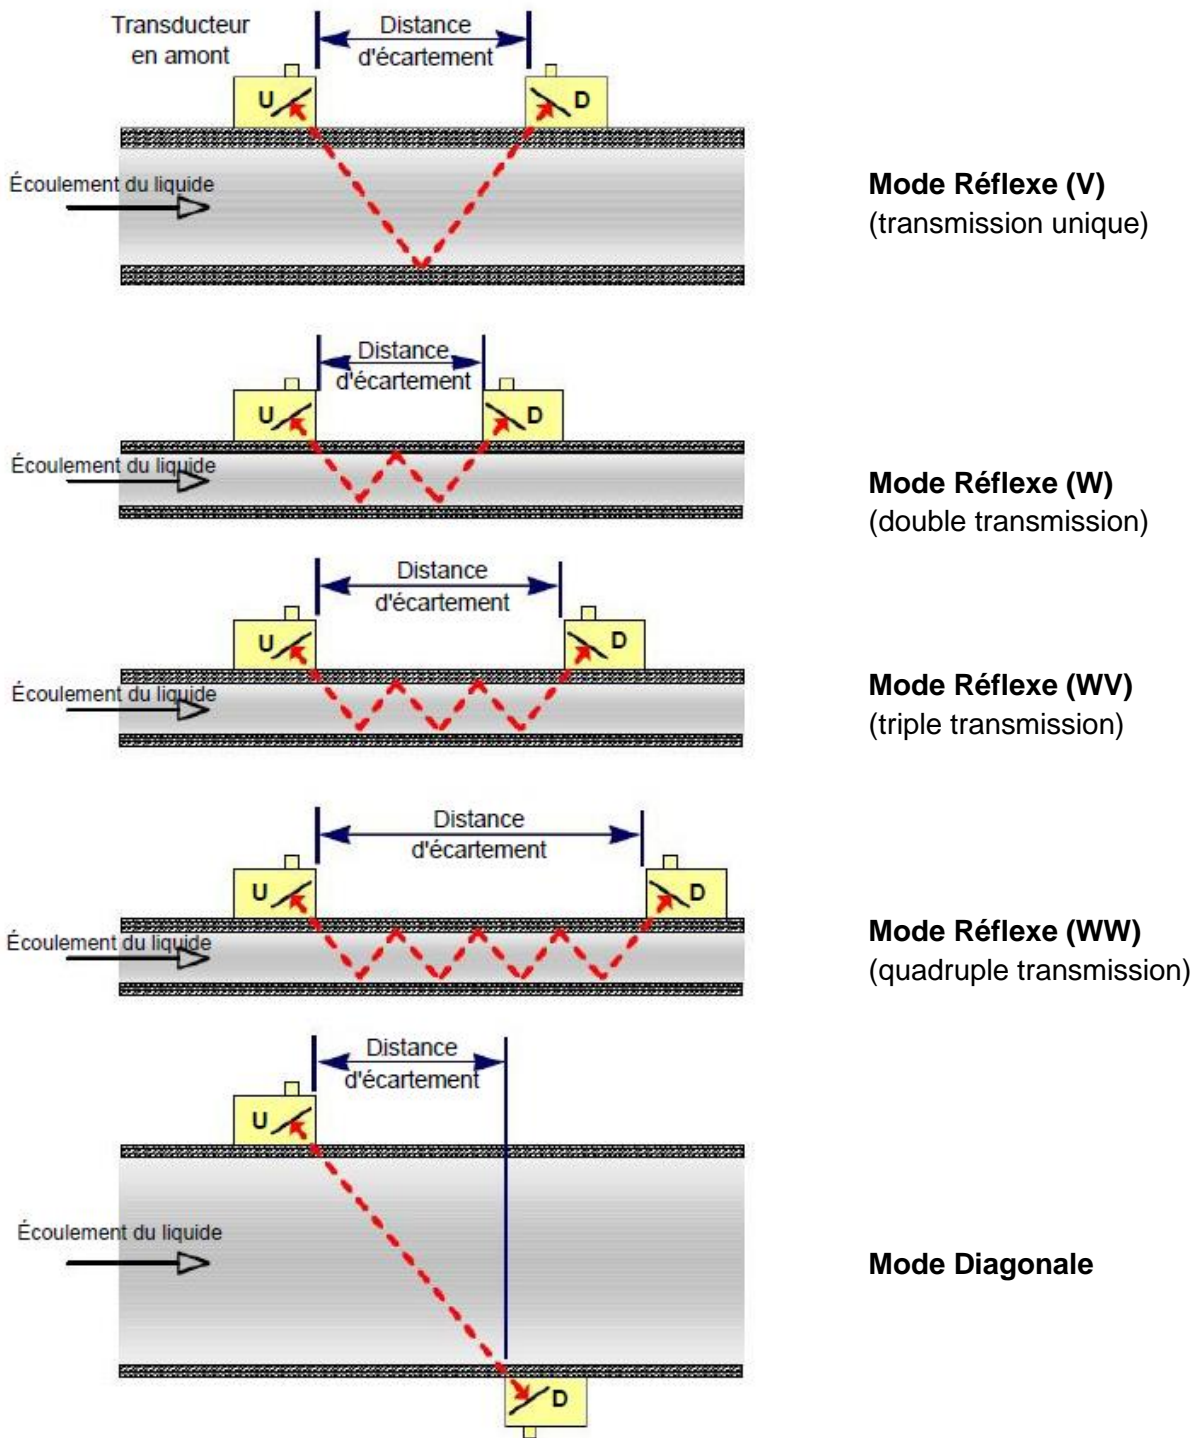 Transducteur
en amont
Distance
d'écartement
U
D
Écoulement du liquide
Mode Réflexe (V)
(transmission unique)
Distance
d'écartement
U
D
Écoulement du liquide
Mode Réflexe (W)
(double transmission)
Distance
d'écartement
U
D
Écoulement du liquide
Mode Réflexe (WV)
(triple transmission)
Distance
d'écartement
U
D
Écoulement du liquide
Mode Réflexe (WW)
(quadruple transmission)
Distance
d'écartement
U
Écoulement du liquide
Mode Diagonale
D